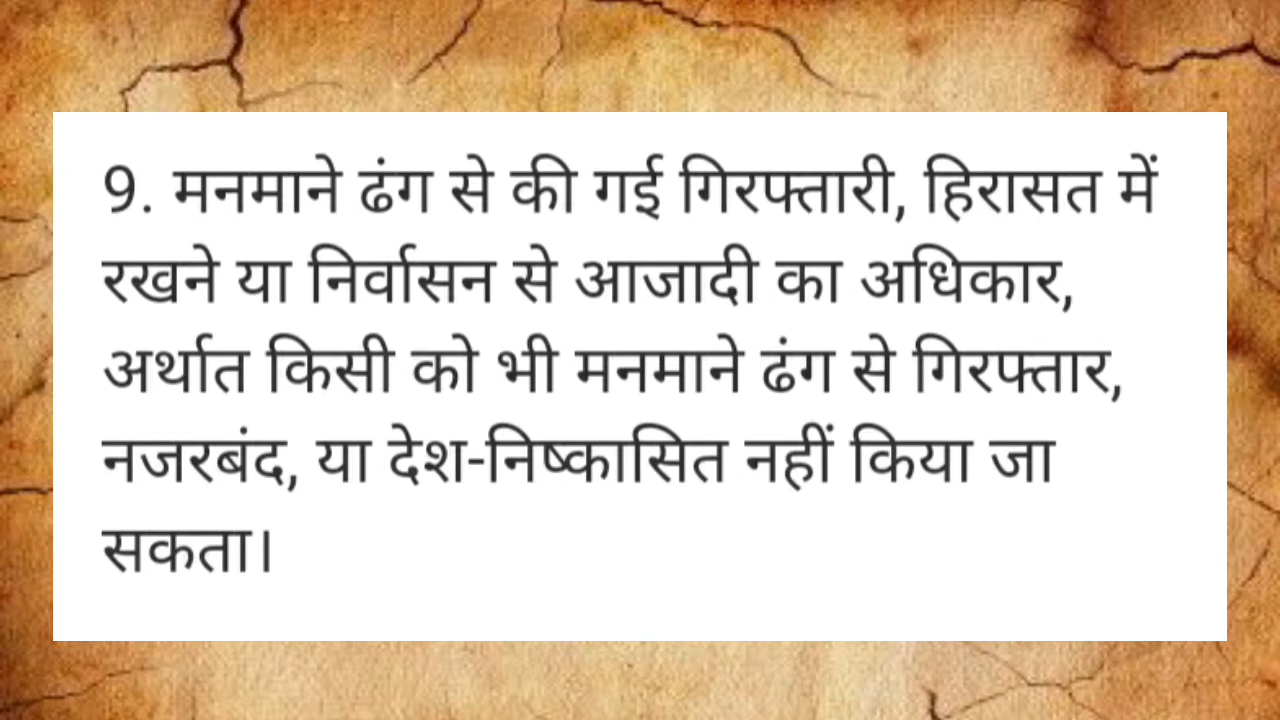 9. मनमाने ढंग से की गई गिरफ्तारी, हिरासत में
रखने या निर्वासन से आजादी का अधिकार,
अर्थात किसी को भी मनमाने ढंग से गिरफ्तार,
नजरबंद, या देश-निष्कासित नहीं किया जा
सकता।